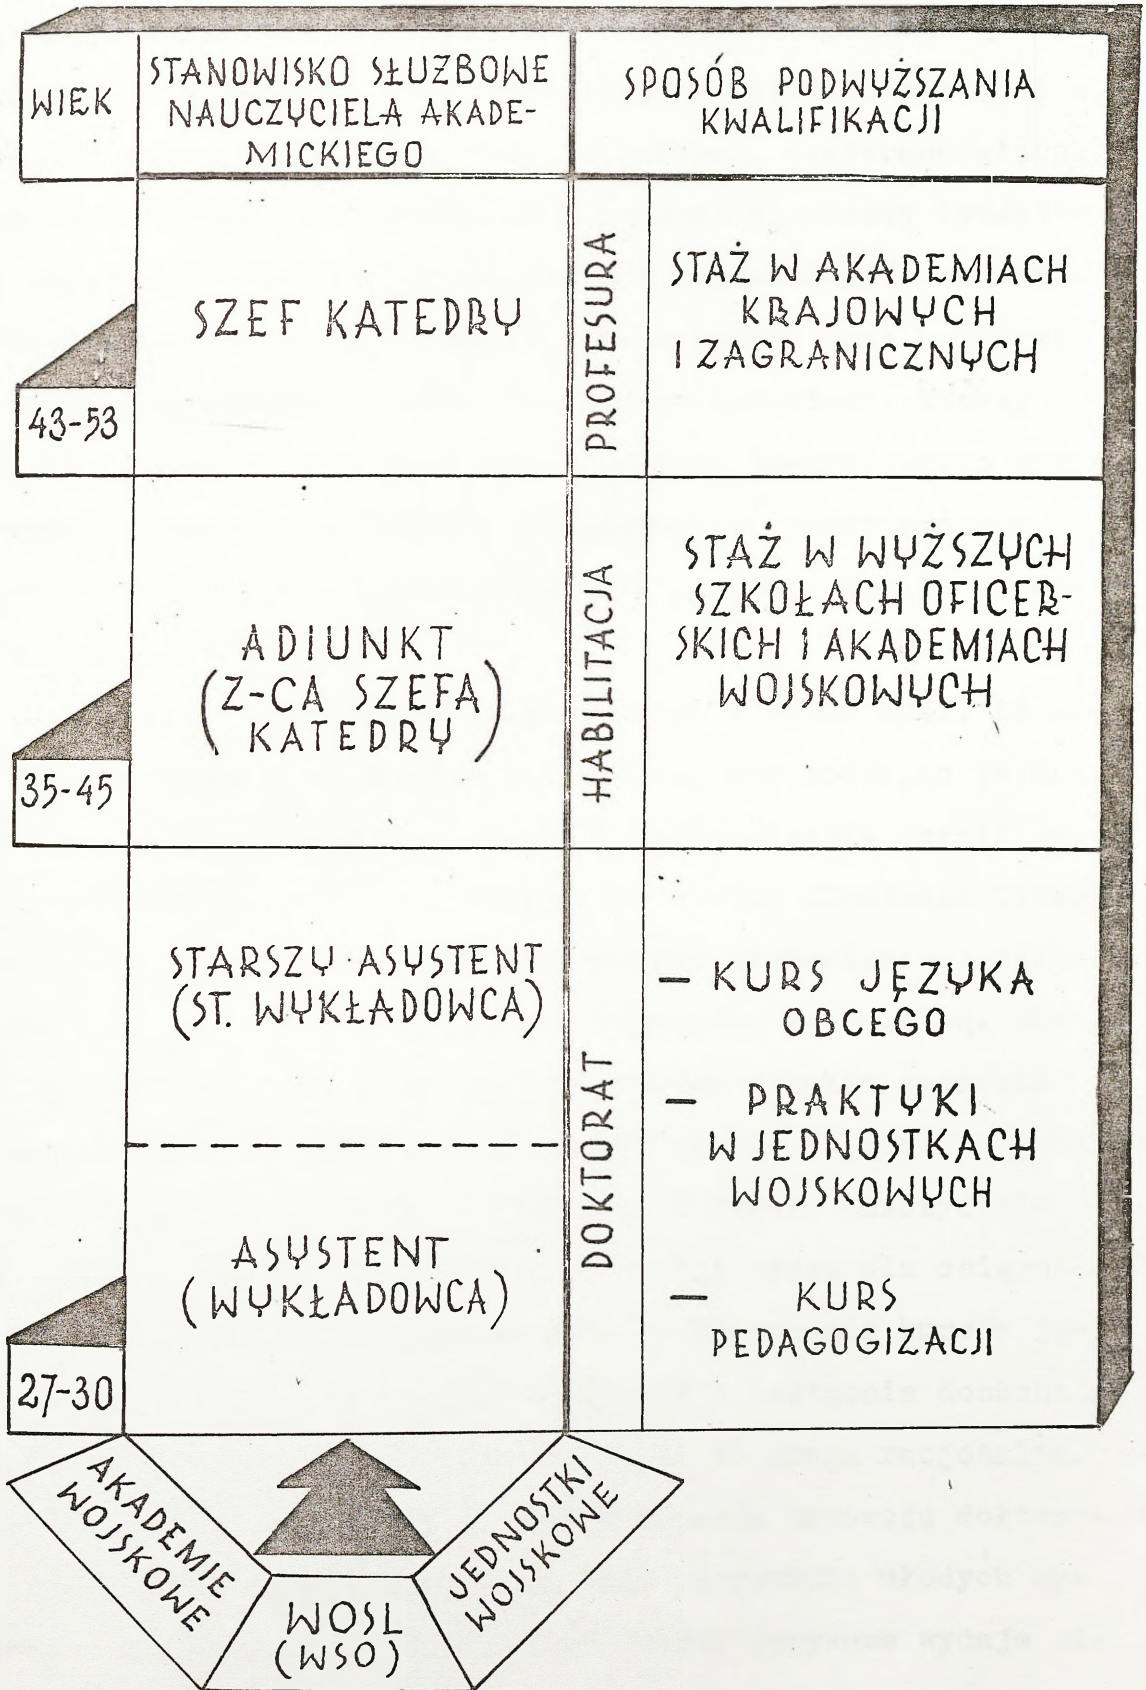 WIEK
STANOWISKO SŁUŻBOWE
NAUCZYCIELA AKADE-
MICKIEGO
SPOSÓB PODWYŻSZANIA
KWALIFIKACJI
SZEF KATEDRY
PROFESURA
STAŻ W AKADEMIACH
KRAJOWYCH
I ZAGRANICZNYCH
43-53
ADIUNKT
(Z-CA SZEFA
KATEDRY)
HABILITACJA
STAŻ W WYŻSZYCH
SZKOŁACH OFICER-
SKICH I AKADEMIACH
WOJSKOWYCH
35-45
STARSZY ASYSTENT
(ST. WYKŁADOWCA)
ASYSTENT
(WYKŁADOWCA)
DOKTORAT
— KURS JĘZYKA
OBCEGO
— PRAKTYKI
W JEDNOSTKACH
WOJSKOWYCH
— KURS
PEDAGOGIZACJI
27-30
AKADEMIE
WOJSKOWE
WOSL
(WSO)
JEDNOSTKI
WOJSKOWE